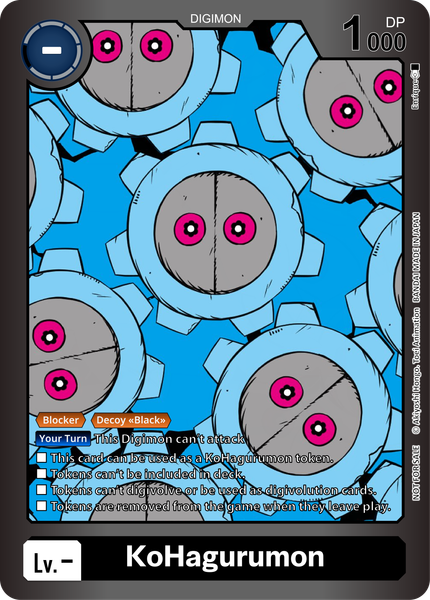 DIGIMON
-
1000
DP
Blocker Decoy «Black»
Your Turn This Digimon can't attack.
This card can be used as a KoHagurumon token.
Tokens can't be included in deck.
Tokens can't digivolve or be used as digivolution cards.
Tokens are removed from the game when they leave play.
Lv.-
KoHagurumon
NOT FOR SALE © Akiyoshi Hongo, Toei Animation BANDAI MADE IN JAPAN